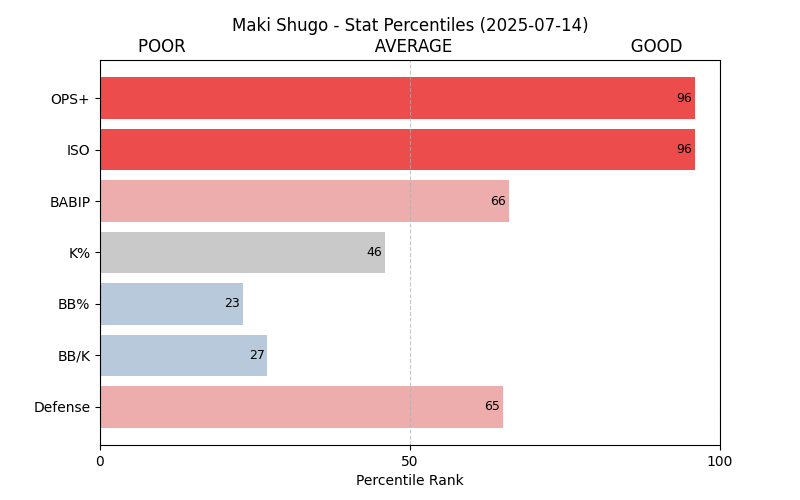 Maki Shugo - Stat Percentiles (2025-07-14)
POOR AVERAGE GOOD
OPS+ 96
ISO 96
BABIP 66
K% 46
BB% 23
BB/K 27
Defense 65
0 50 100
Percentile Rank